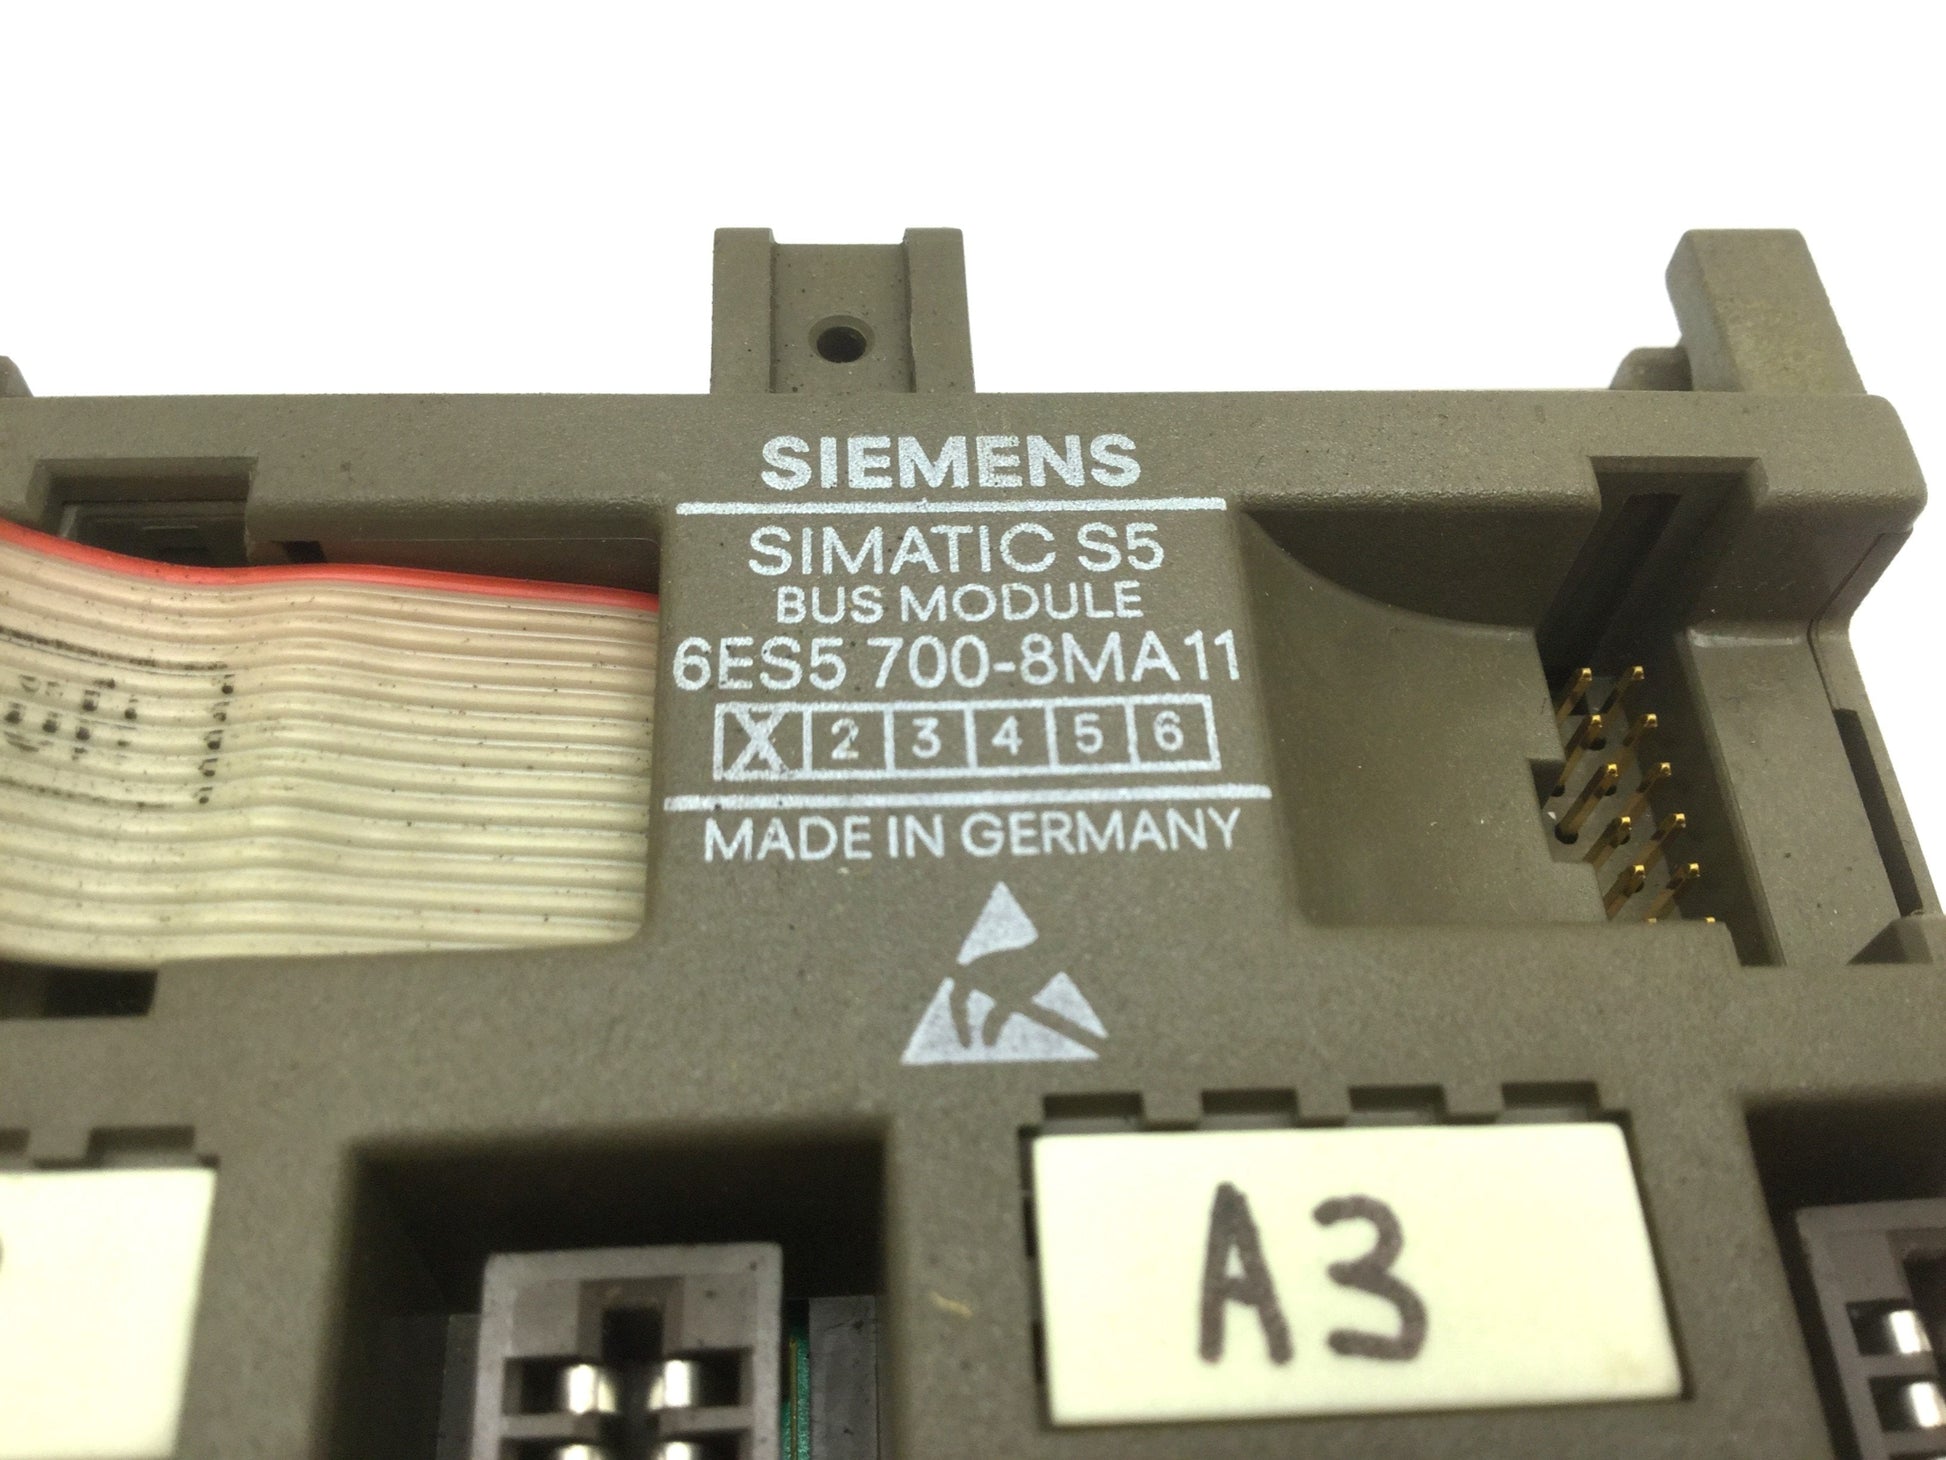 SIEMENS
SIMATIC S5
BUS MODULE
6ES5 700-8MA11
X 2 3 4 5 6
MADE IN GERMANY
A3